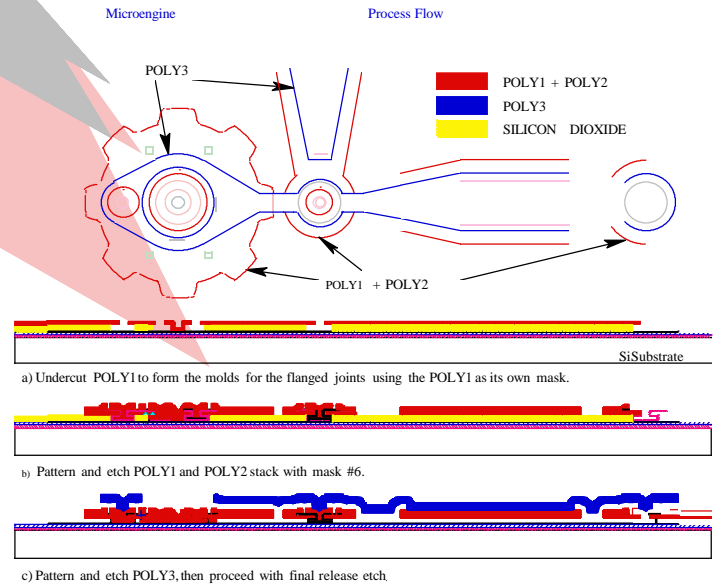 Microengine Process Flow
POLY3
POLY1 + POLY2
POLY3
SILICON DIOXIDE
POLY1 + POLY2
SiSubstrate
a) Undercut POLY1 to form the molds for the flanged joints using the POLY1 as its own mask.
b) Pattern and etch POLY1 and POLY2 stack with mask #6.
c) Pattern and etch POLY3, then proceed with final release etch.